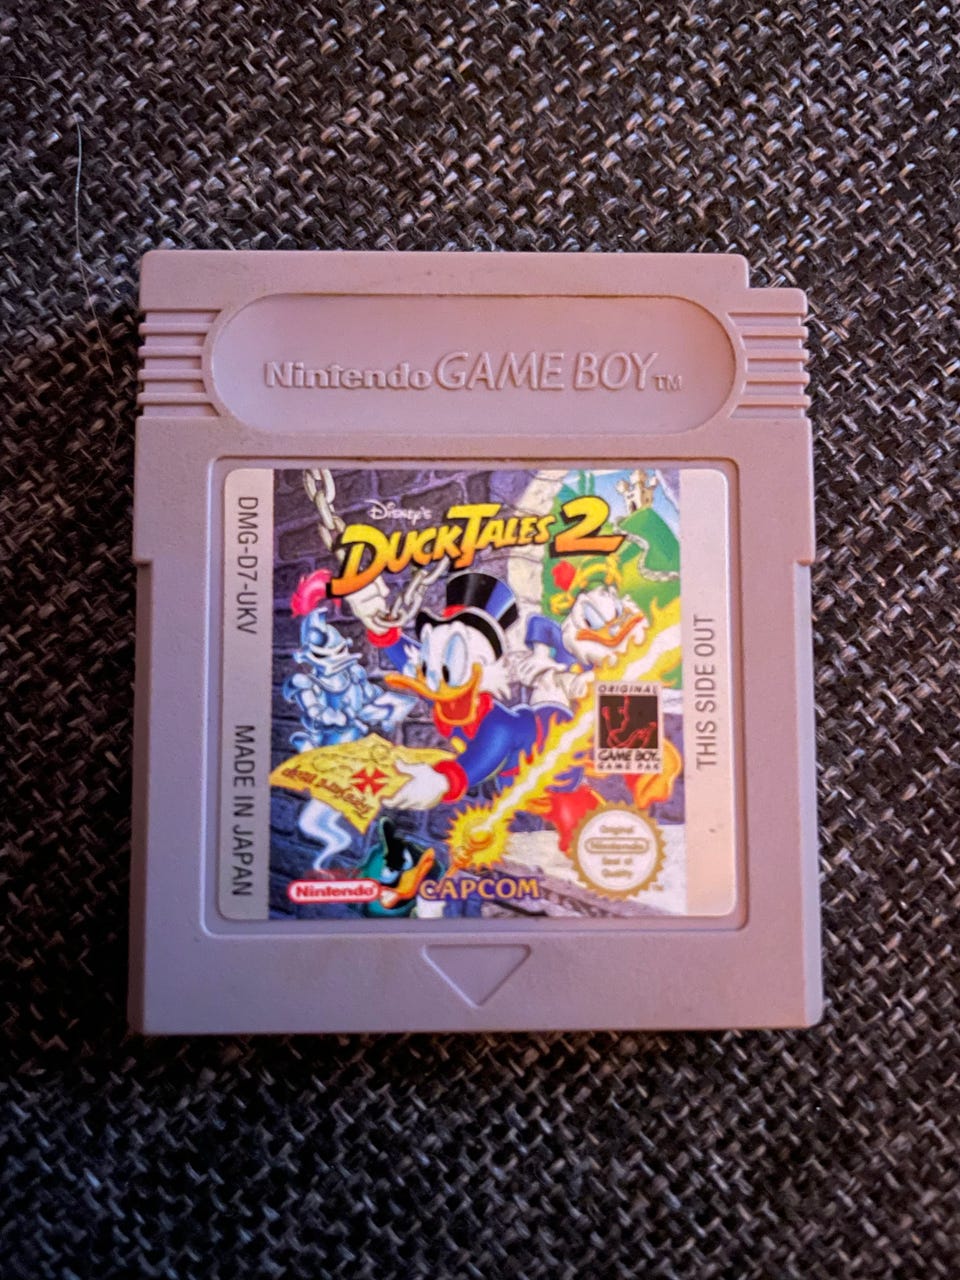 Nintendo GAME BOY TM
DMG-D7-UKV
MADE IN JAPAN
DISNEY'S
DUCKTALES 2
ORIGINAL
GAME BOY
GAME PAK
Original
Nintendo
Seal of
Quality
TM
Nintendo
CAPCOM
THIS SIDE OUT